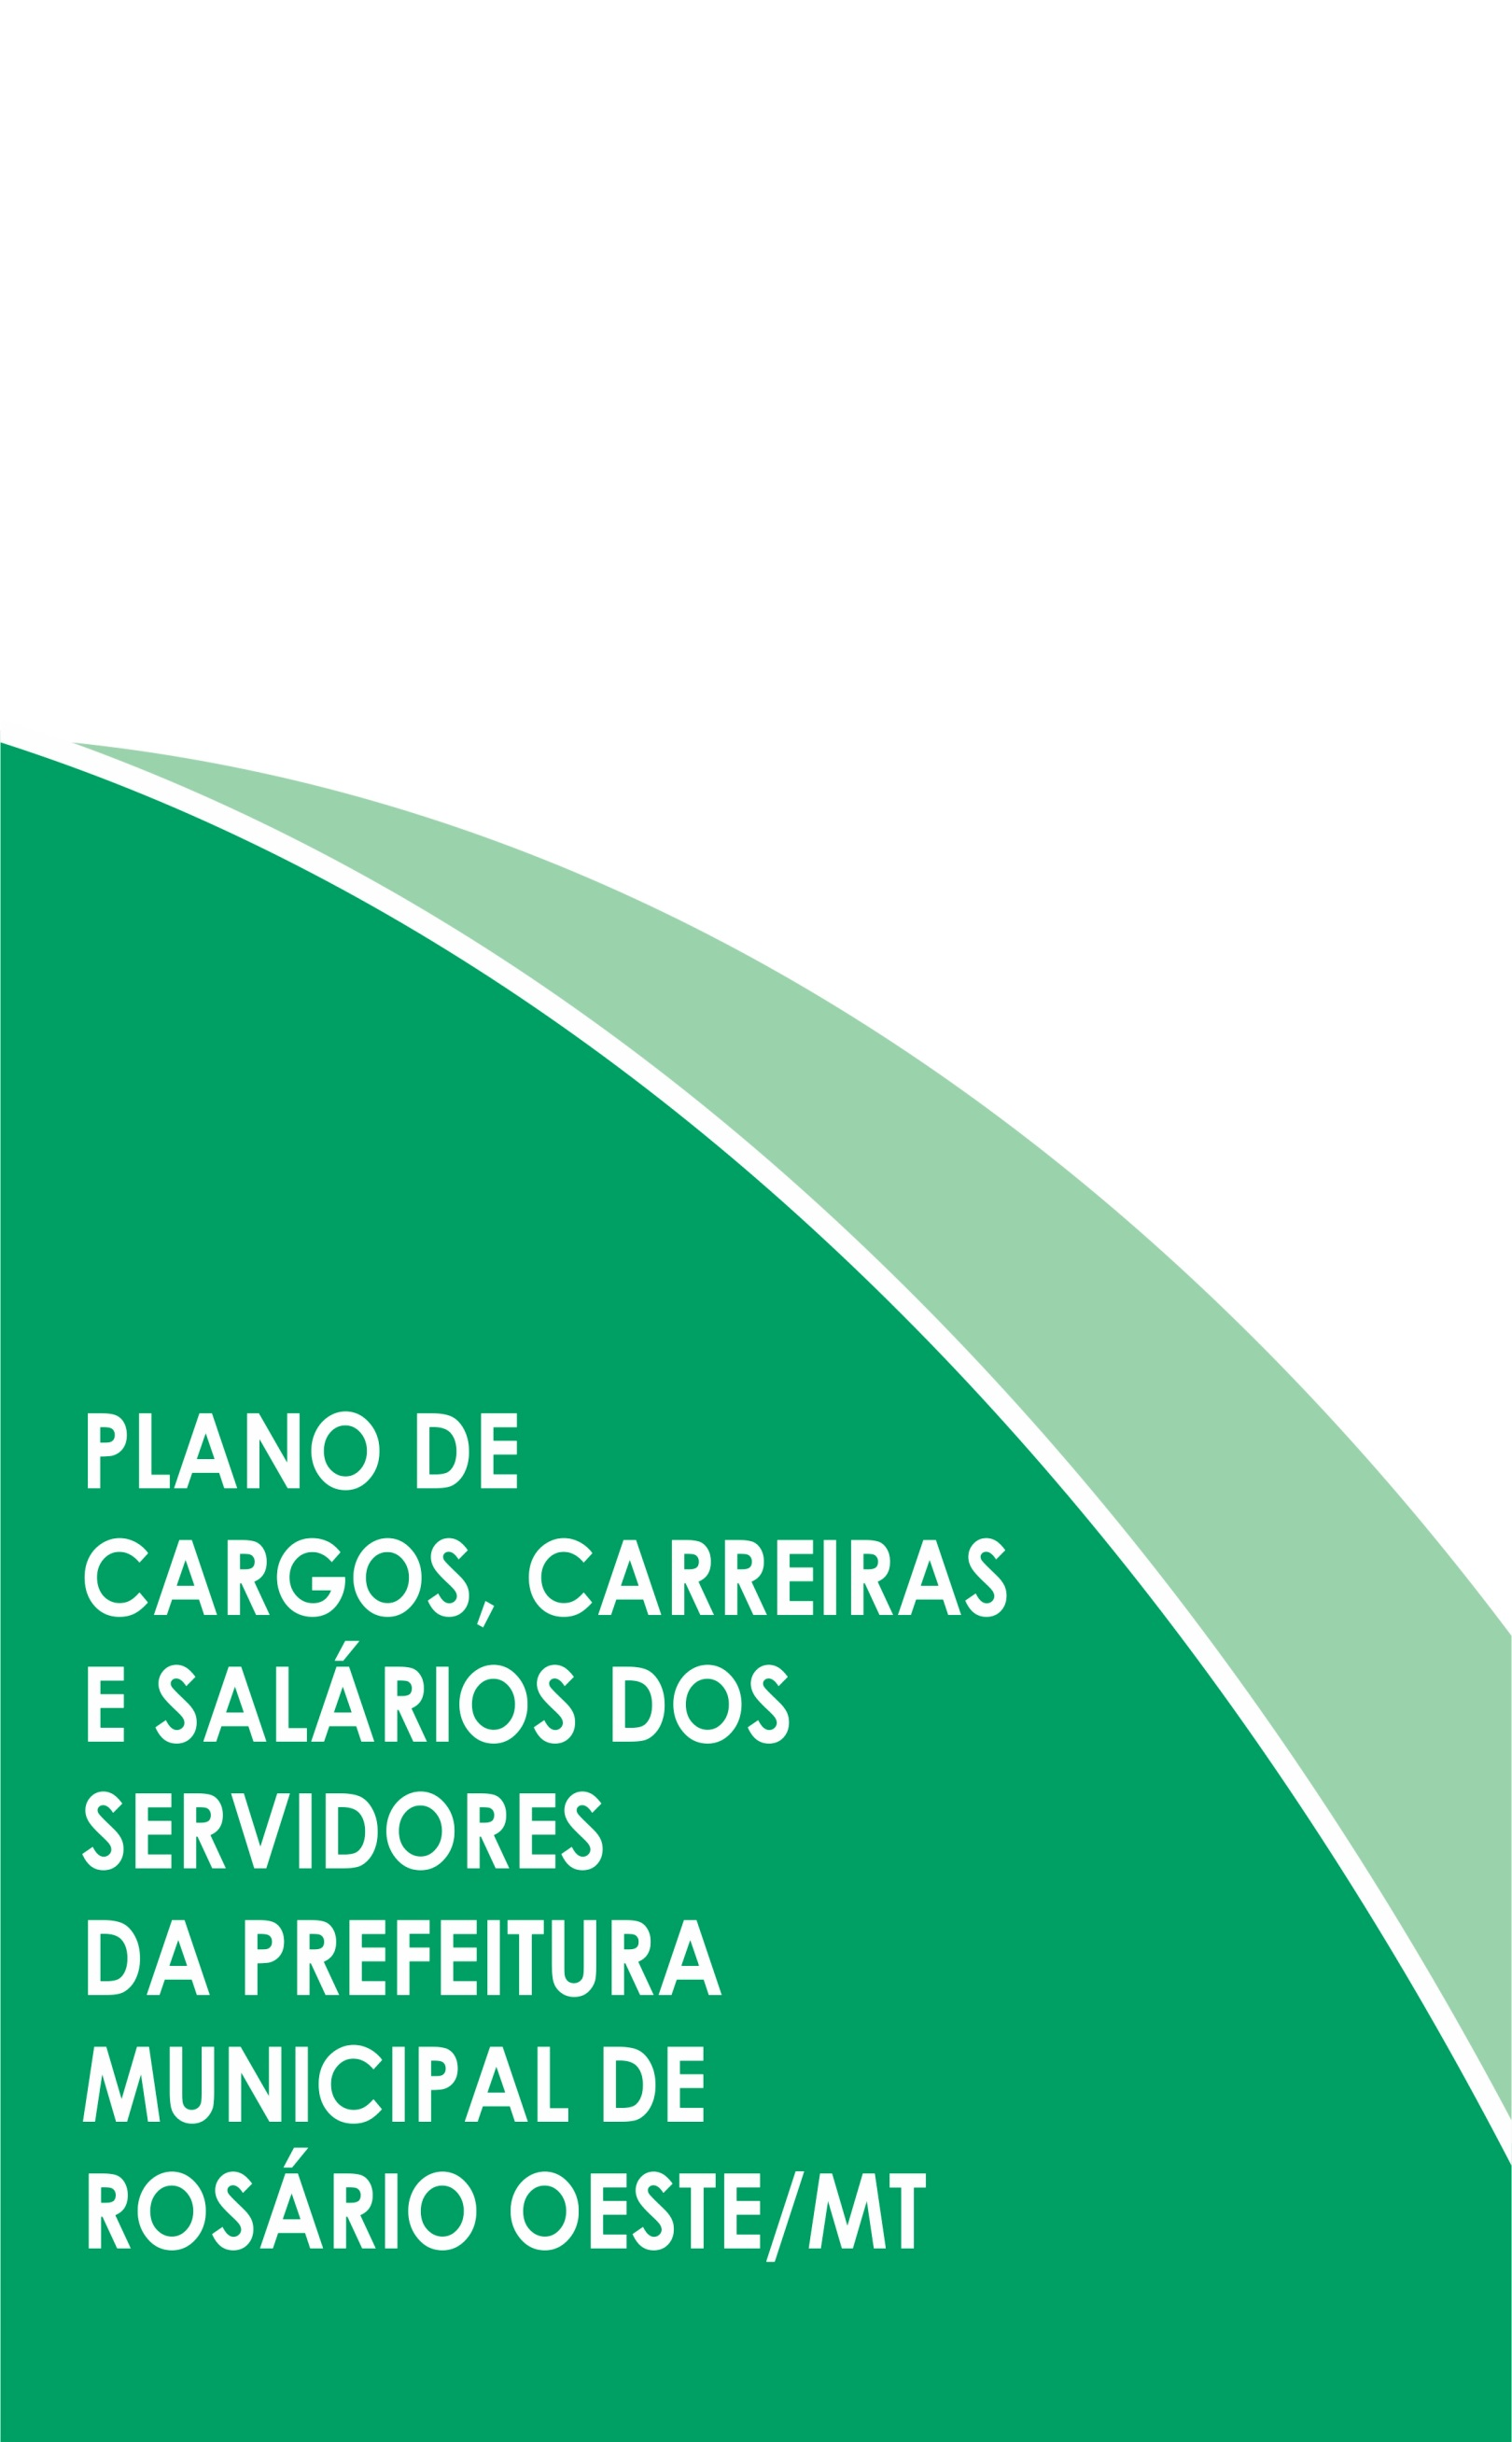 PLANO DE
CARGOS, CARREIRAS
E SALÁRIOS DOS
SERVIDORES
DA PREFEITURA
MUNICIPAL DE
ROSÁRIO OESTE/MT